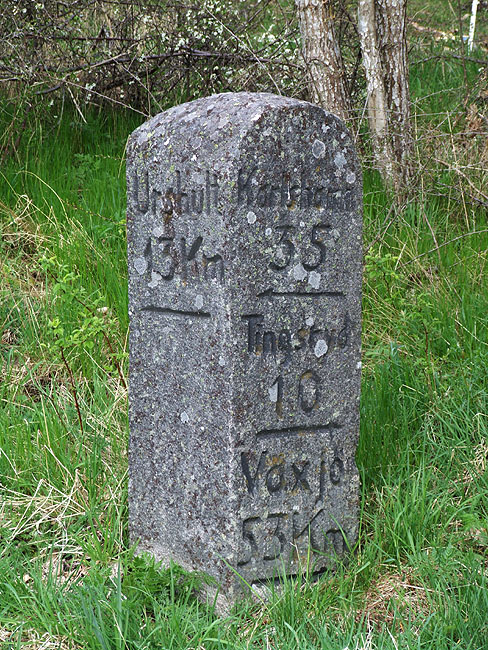 Urshult
13 Km
Karlshamn
35
Tingsryd
10
Växjö
53 Km